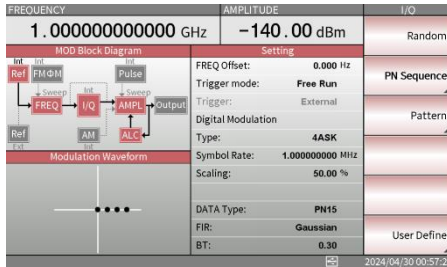 FREQUENCY AMPLITUDE I/Q
1.000000000000 GHz -140.00 dBm
Random
MOD Block Diagram
Setting
Int Int Int
Ref FMΦM Pulse
Sweep Int Sweep
FREQ I/Q AMPL Output
Ref AM ALC
Ext Int
Modulation Waveform
FREQ Offset: 0.000 Hz
Trigger mode: Free Run
Trigger: External
Digital Modulation
Type: 4ASK
Symbol Rate: 1.000000000 MHz
Scaling: 50.00 %
DATA Type: PN15
FIR: Gaussian
BT: 0.30
PN Sequence
Pattern
User Define
2024/04/30 00:57:2